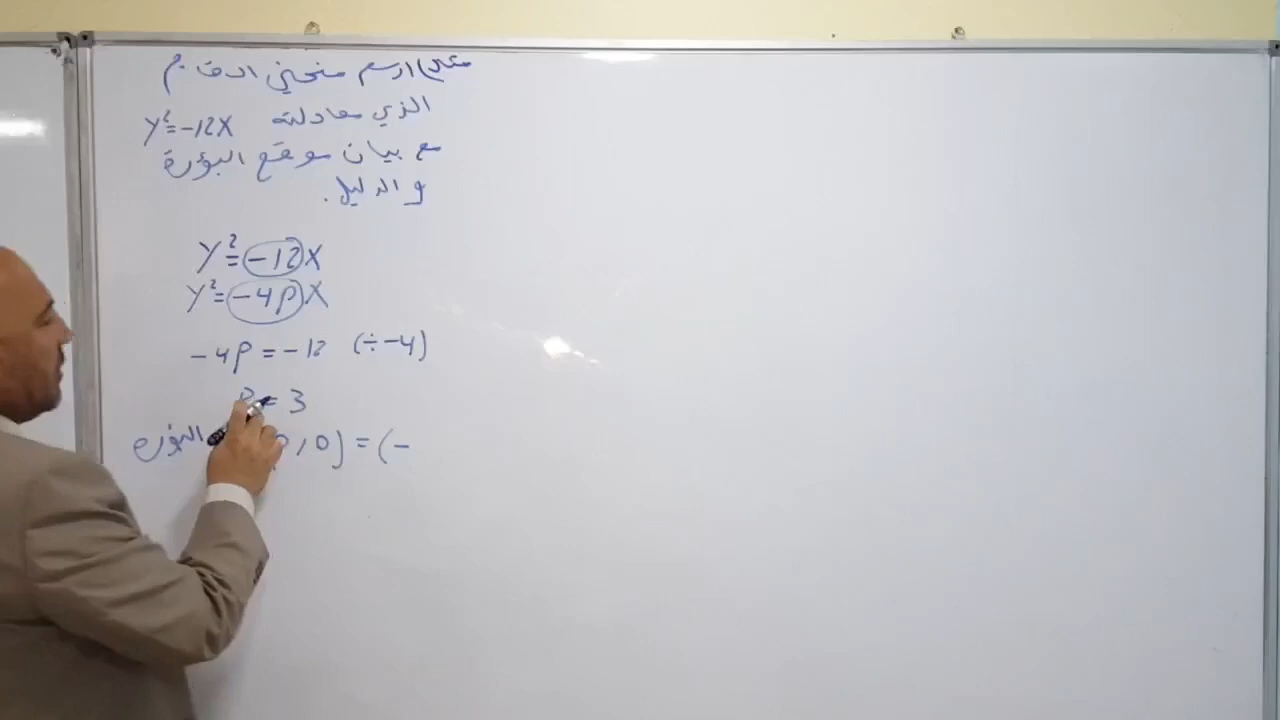 مثال/ ارسم منحني القطع م
الذي معادلته y² = -12x
مع بيان موقع البؤرة
والدليل.
y² = -12x
y² = -4px
-4p = -12 (÷ -4)
= 3
البؤرة , 0) = (-